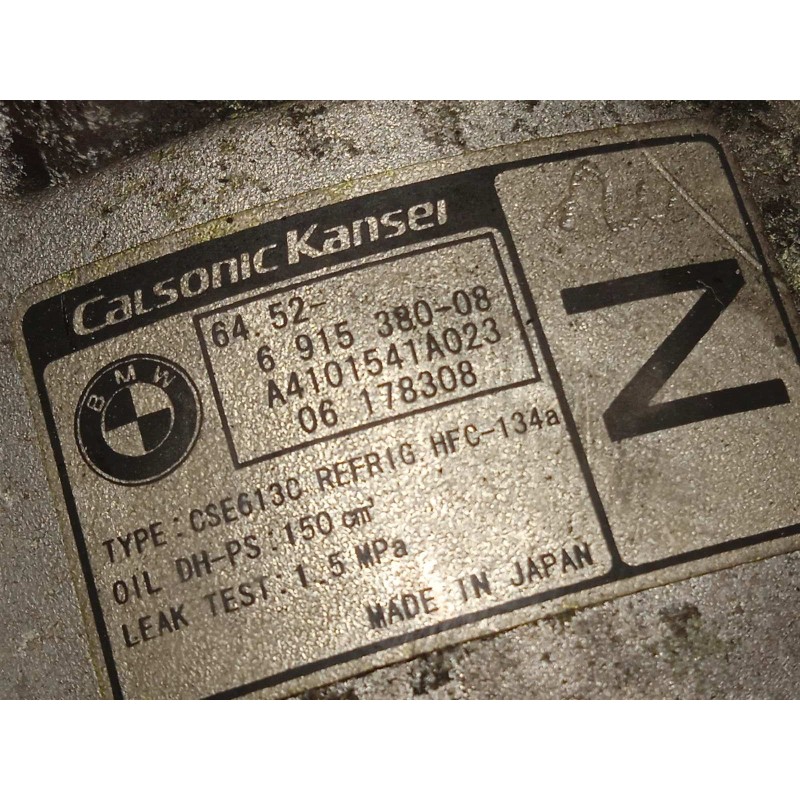 Calsonic Kansei
64.52-
6 915 380-08
A4101541A023
06 178308
BMW
TYPE : CSE613C REFRIG HFC-134a
OIL DH-PS : 150 cm³
LEAK TEST : 1.5 MPa
MADE IN JAPAN
N